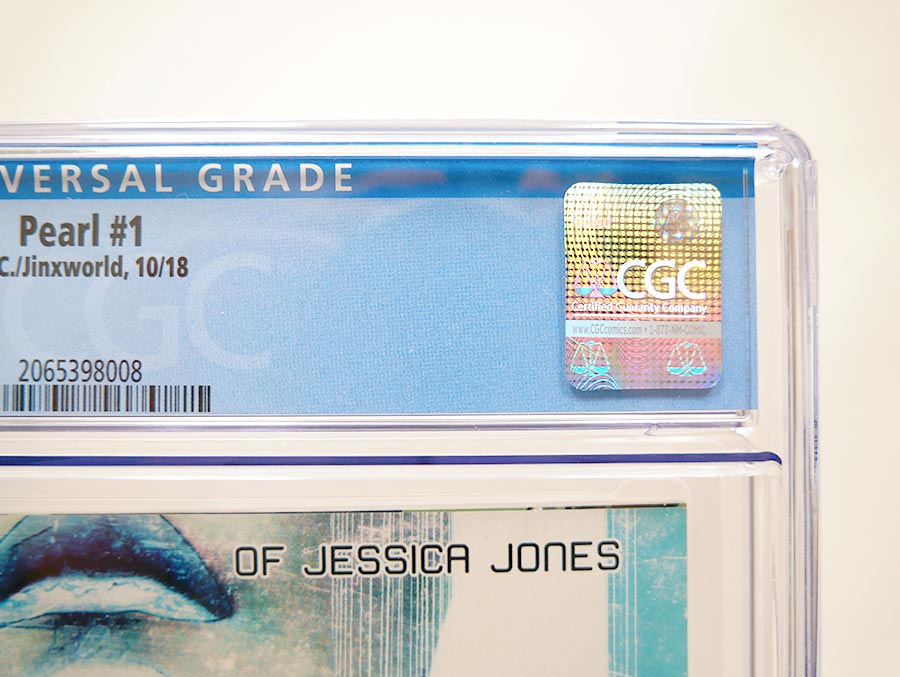 VERSAL GRADE
Pearl #1
C./Jinxworld, 10/18
CGC
2065398008
CGC
Certified Guaranty Company
www.CGCcomics.com • 1-877-NM-COMIC
OF JESSICA JONES